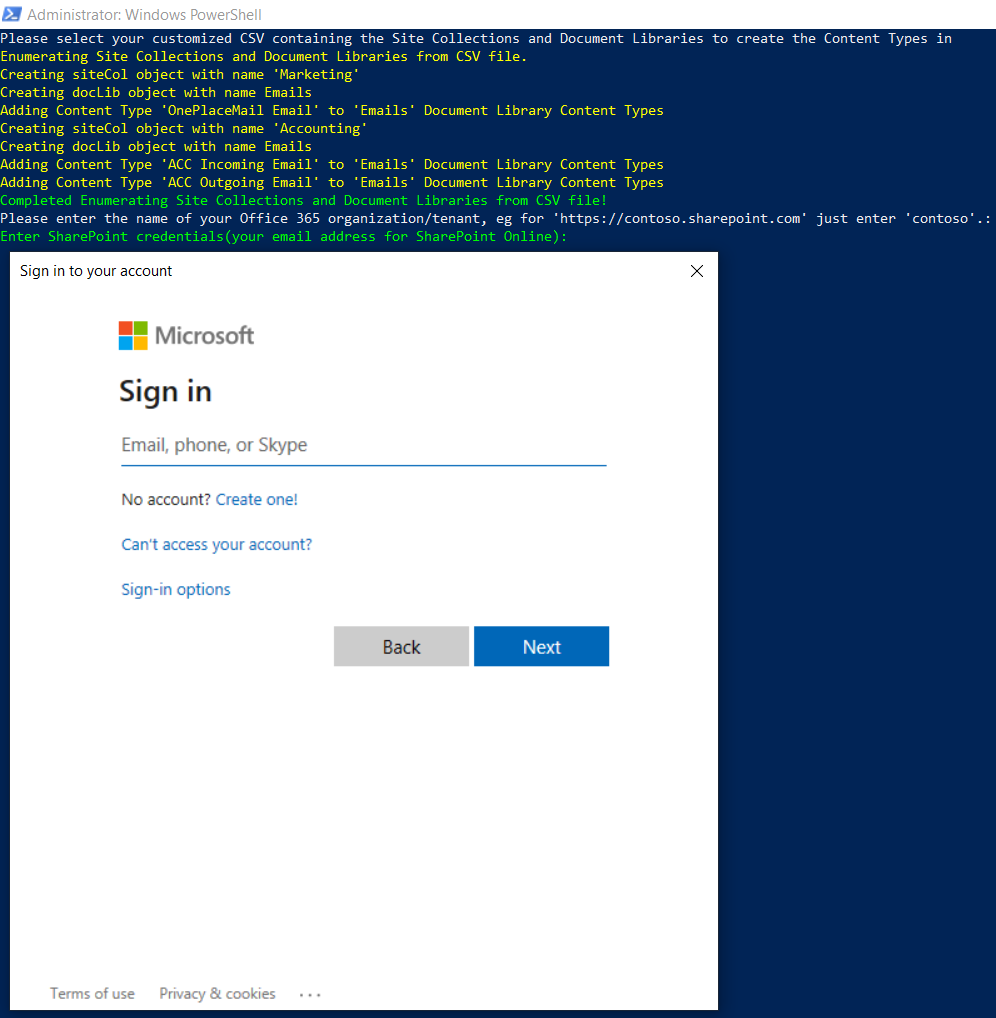 Administrator: Windows PowerShell
Please select your customized CSV containing the Site Collections and Document Libraries to create the Content Types in
Enumerating Site Collections and Document Libraries from CSV file.
Creating siteCol object with name 'Marketing'
Creating docLib object with name Emails
Adding Content Type 'OnePlaceMail Email' to 'Emails' Document Library Content Types
Creating siteCol object with name 'Accounting'
Creating docLib object with name Emails
Adding Content Type 'ACC Incoming Email' to 'Emails' Document Library Content Types
Adding Content Type 'ACC Outgoing Email' to 'Emails' Document Library Content Types
Completed Enumerating Site Collections and Document Libraries from CSV file!
Please enter the name of your Office 365 organization/tenant, eg for 'https://contoso.sharepoint.com' just enter 'contoso'.:
Enter SharePoint credentials(your email address for SharePoint Online):
Sign in to your account
Microsoft
Sign in
Email, phone, or Skype
No account? Create one!
Can't access your account?
Sign-in options
Back Next
Terms of use Privacy & cookies ...